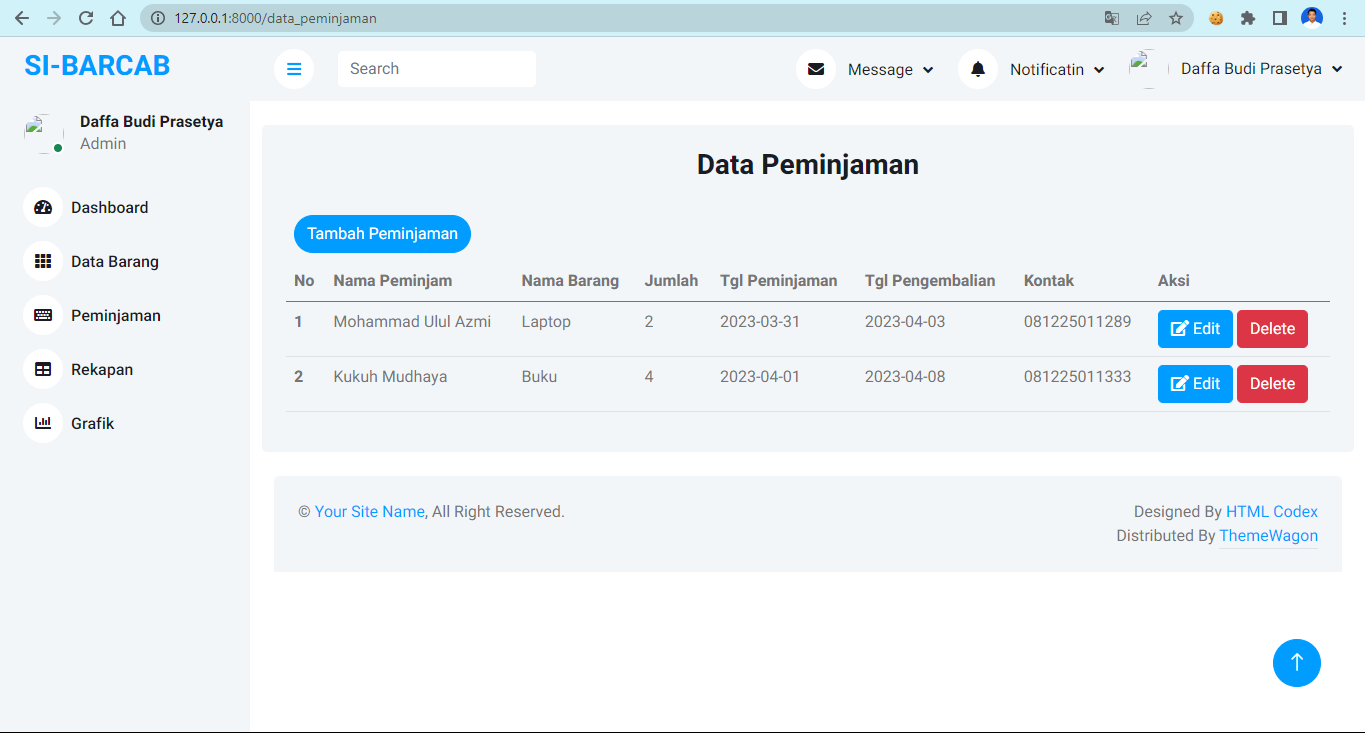 127.0.0.1:8000/data_peminjaman
SI-BARCAB
Search
Message
Notificatin
Daffa Budi Prasetya
Daffa Budi Prasetya
Admin
Dashboard
Data Barang
Peminjaman
Rekapan
Grafik
Data Peminjaman
Tambah Peminjaman
No Nama Peminjam Nama Barang Jumlah Tgl Peminjaman Tgl Pengembalian Kontak Aksi
1 Mohammad Ulul Azmi Laptop 2 2023-03-31 2023-04-03 081225011289 Edit Delete
2 Kukuh Mudhaya Buku 4 2023-04-01 2023-04-08 081225011333 Edit Delete
© Your Site Name, All Right Reserved.
Designed By HTML Codex
Distributed By ThemeWagon